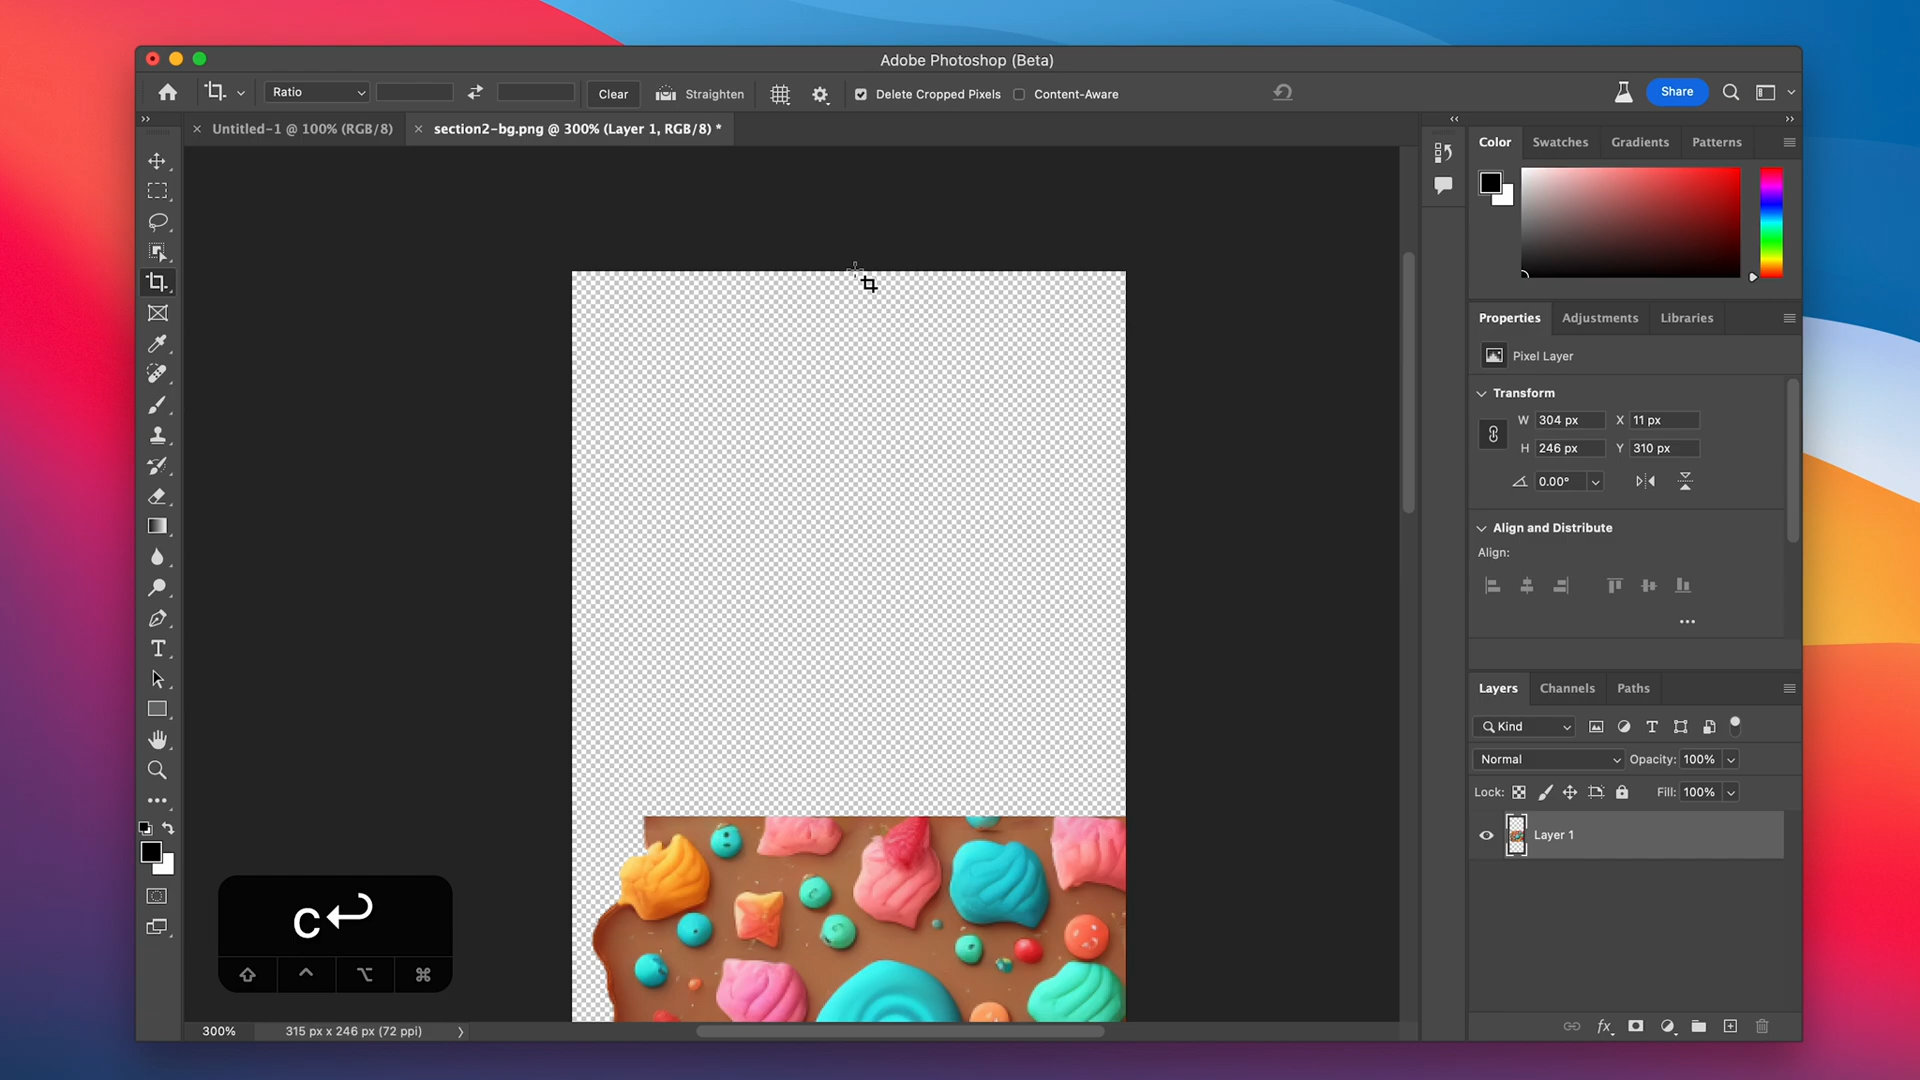 Adobe Photoshop (Beta)
Ratio
Clear
Straighten
Delete Cropped Pixels
Content-Aware
Share
Untitled-1 @ 100% (RGB/8)
section2-bg.png @ 300% (Layer 1, RGB/8) *
Color
Swatches
Gradients
Patterns
Properties
Adjustments
Libraries
Pixel Layer
Transform
W 304 px X 11 px
H 246 px Y 310 px
0.00°
Align and Distribute
Align:
Layers
Channels
Paths
Kind
Normal
Opacity: 100%
Lock:
Fill: 100%
Layer 1
c
300%
315 px x 246 px (72 ppi)